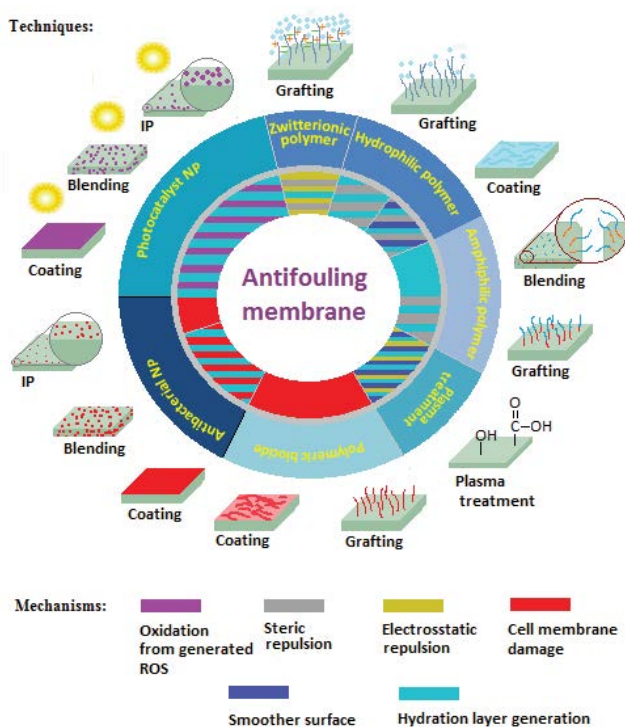 Techniques:
IP
Grafting
Grafting
Blending
Coating
Coating
Blending
IP
Grafting
Blending
Plasma
treatment
Coating
Coating
Grafting
Zwitterionic
polymer
Hydrophilic polymer
Amphiphilic polymer
Plasma
treatment
Polymeric biocide
Antibacterial NP
Photocatalyst NP
Antifouling
membrane
O
C
OH
OH
Mechanisms:
Oxidation
from generated
ROS
Steric
repulsion
Electrosstatic
repulsion
Cell membrane
damage
Smoother surface
Hydration layer generation